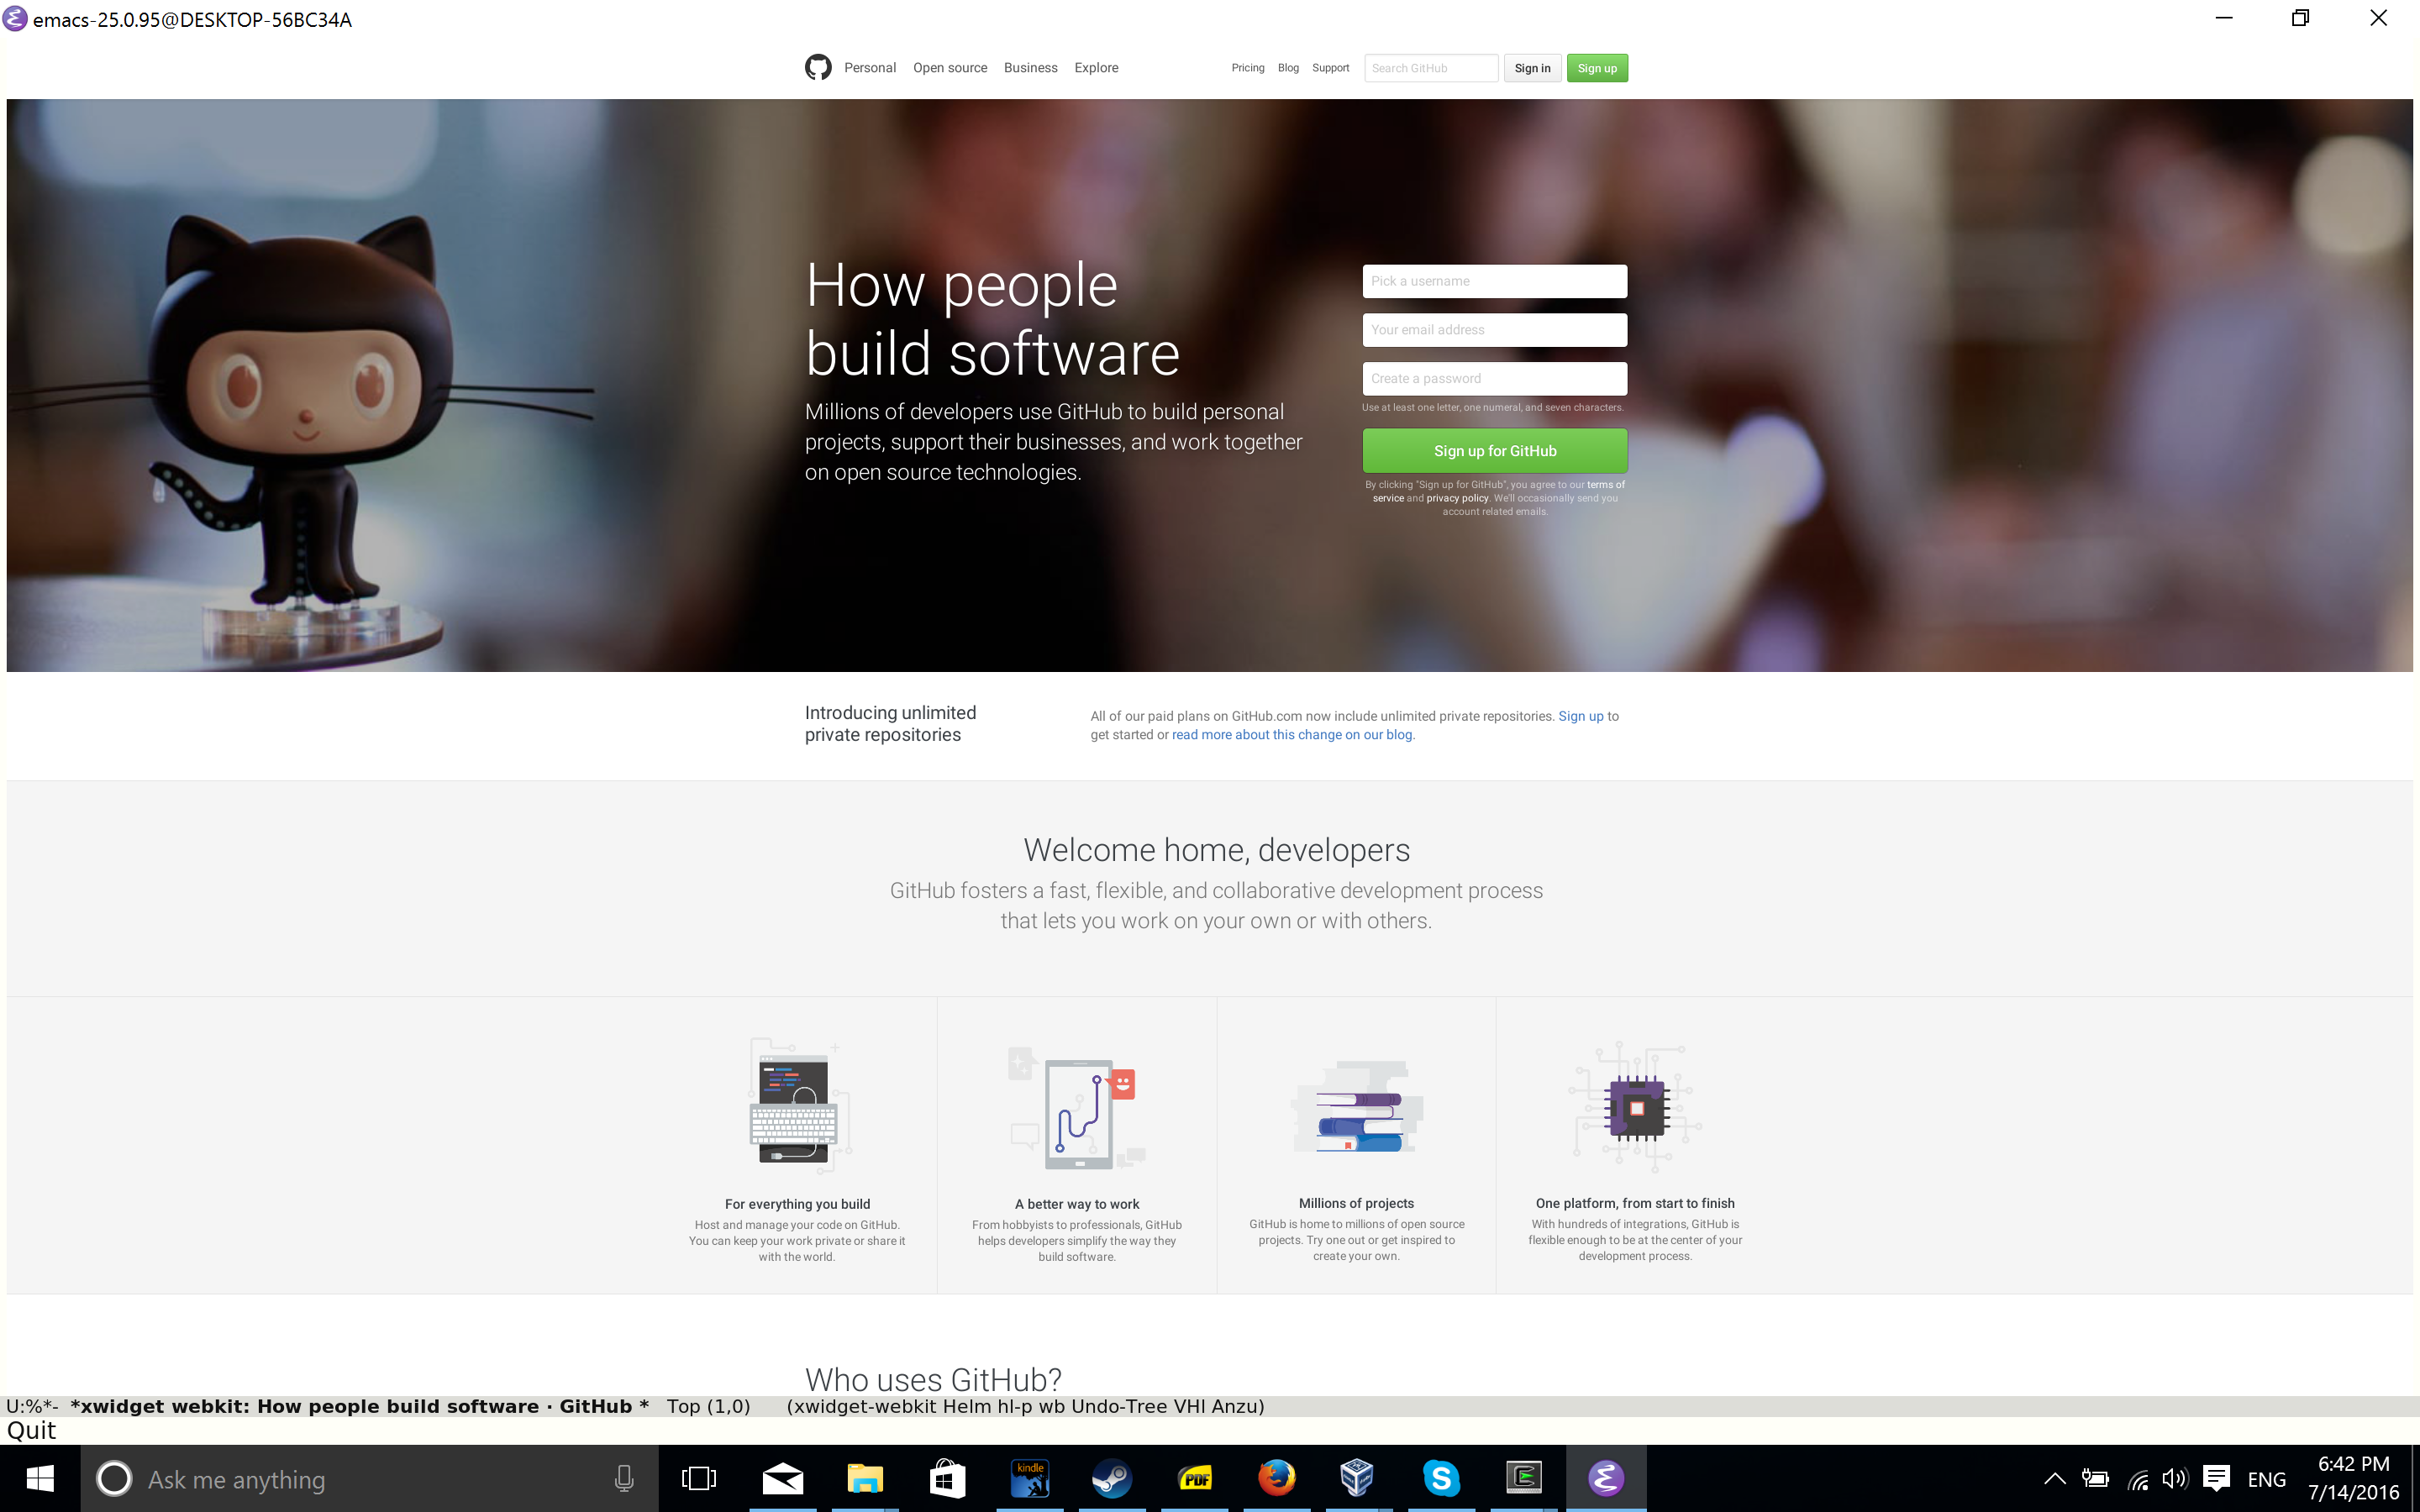 emacs-25.0.95@DESKTOP-56BC34A
Personal Open source Business Explore Pricing Blog Support Search GitHub Sign in Sign up
How people
build software
Millions of developers use GitHub to build personal
projects, support their businesses, and work together
on open source technologies.
Pick a username
Your email address
Create a password
Use at least one letter, one numeral, and seven characters.
Sign up for GitHub
By clicking "Sign up for GitHub", you agree to our terms of
service and privacy policy. We'll occasionally send you
account related emails.
Introducing unlimited
private repositories
All of our paid plans on GitHub.com now include unlimited private repositories. Sign up to
get started or read more about this change on our blog.
Welcome home, developers
GitHub fosters a fast, flexible, and collaborative development process
that lets you work on your own or with others.
For everything you build
Host and manage your code on GitHub.
You can keep your work private or share it
with the world.
A better way to work
From hobbyists to professionals, GitHub
helps developers simplify the way they
build software.
Millions of projects
GitHub is home to millions of open source
projects. Try one out or get inspired to
create your own.
One platform, from start to finish
With hundreds of integrations, GitHub is
flexible enough to be at the center of your
development process.
Who uses GitHub?
U:%*- *xwidget webkit: How people build software · GitHub * Top (1,0) (xwidget-webkit Helm hl-p wb Undo-Tree VHl Anzu)
Quit
Ask me anything
kindle
PDF
ENG
6:42 PM
7/14/2016